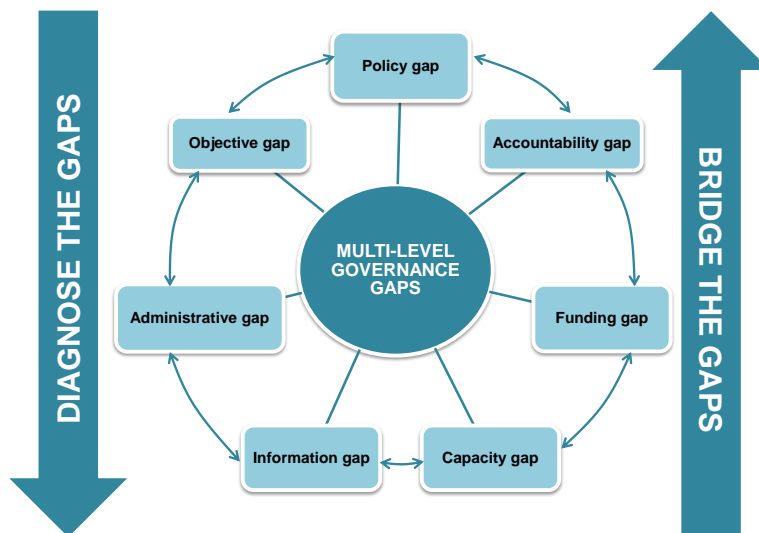 DIAGNOSE THE GAPS
Policy gap
Objective gap
Accountability gap
MULTI-LEVEL
GOVERNANCE
GAPS
Administrative gap
Funding gap
Information gap
Capacity gap
BRIDGE THE GAPS